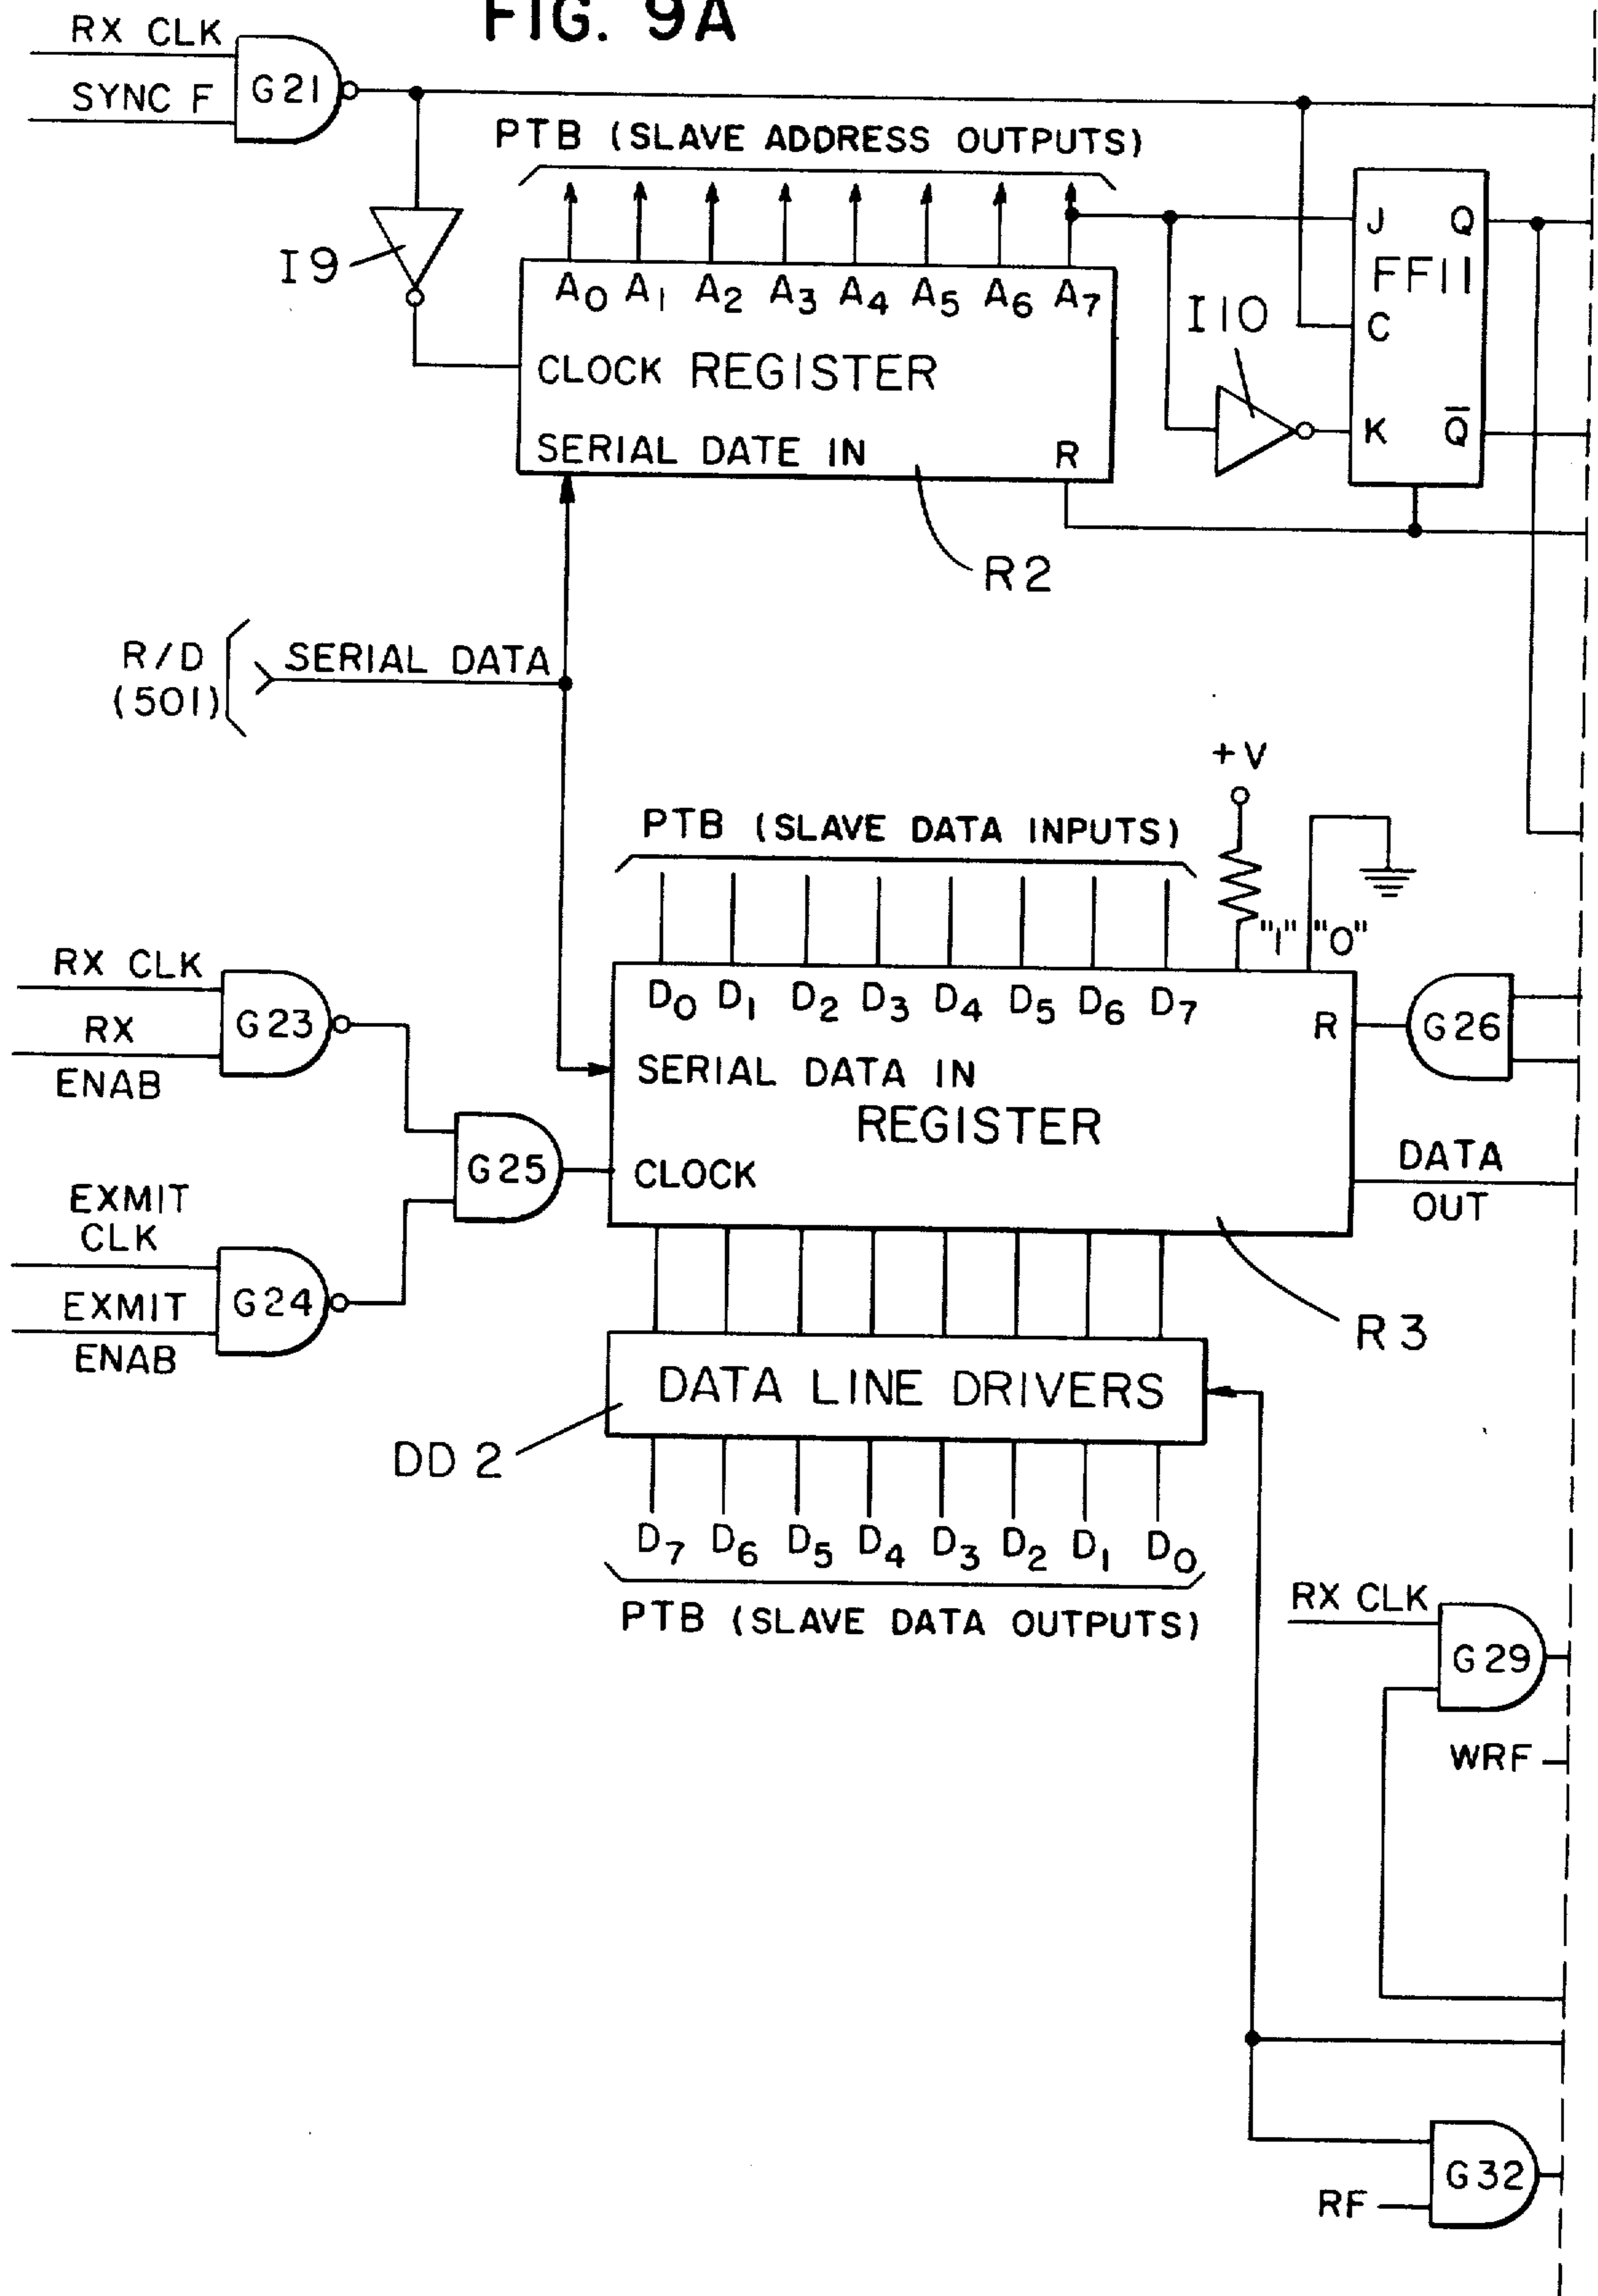 FIG. 9A
RX CLK
SYNC F
G21
PTB (SLAVE ADDRESS OUTPUTS)
I9
A0 A1 A2 A3 A4 A5 A6 A7
CLOCK REGISTER
SERIAL DATE IN
R
R2
J Q
FF11
C
K Q̅
I10
R/D
(501)
SERIAL DATA
+V
PTB (SLAVE DATA INPUTS)
"1" "0"
D0 D1 D2 D3 D4 D5 D6 D7
R
G26
SERIAL DATA IN
REGISTER
CLOCK
DATA
OUT
RX CLK
RX
ENAB
G23
G25
EXMIT
CLK
EXMIT
ENAB
G24
R3
DATA LINE DRIVERS
DD2
D7 D6 D5 D4 D3 D2 D1 D0
PTB (SLAVE DATA OUTPUTS)
RX CLK
G29
WRF
G32
RF